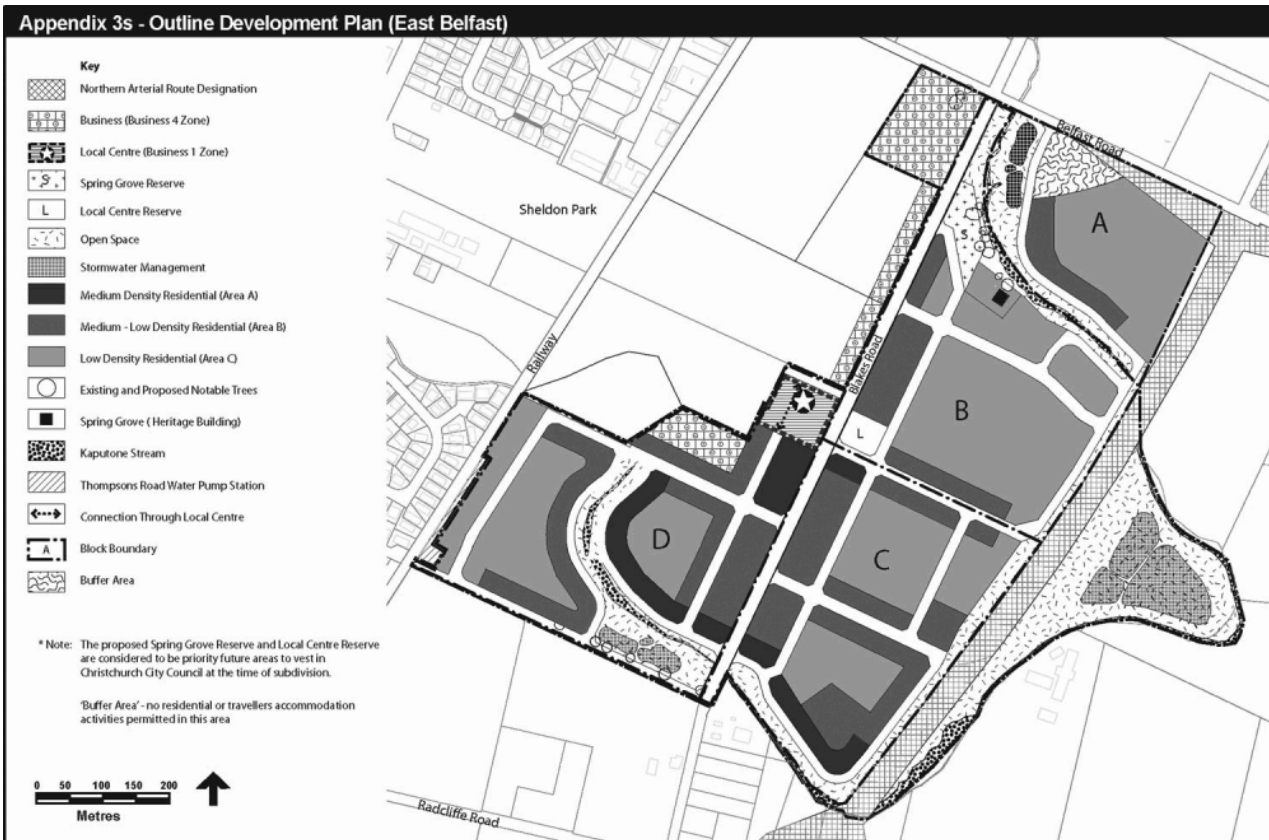 Appendix 3s - Outline Development Plan (East Belfast)
Key
Northern Arterial Route Designation
Business (Business 4 Zone)
Local Centre (Business 1 Zone)
S
Spring Grove Reserve
L
Local Centre Reserve
Open Space
Stormwater Management
Medium Density Residential (Area A)
Medium - Low Density Residential (Area B)
Low Density Residential (Area C)
Existing and Proposed Notable Trees
Spring Grove ( Heritage Building)
Kaputone Stream
Thompsons Road Water Pump Station
Connection Through Local Centre
A
Block Boundary
Buffer Area
* Note: The proposed Spring Grove Reserve and Local Centre Reserve
are considered to be priority future areas to vest in
Christchurch City Council at the time of subdivision.
'Buffer Area' - no residential or travellers accommodation
activities permitted in this area
0 50 100 150 200
Metres
Belfast Road
Sheldon Park
A
S
Railway
Blakes Road
B
L
D
C
Radcliffe Road